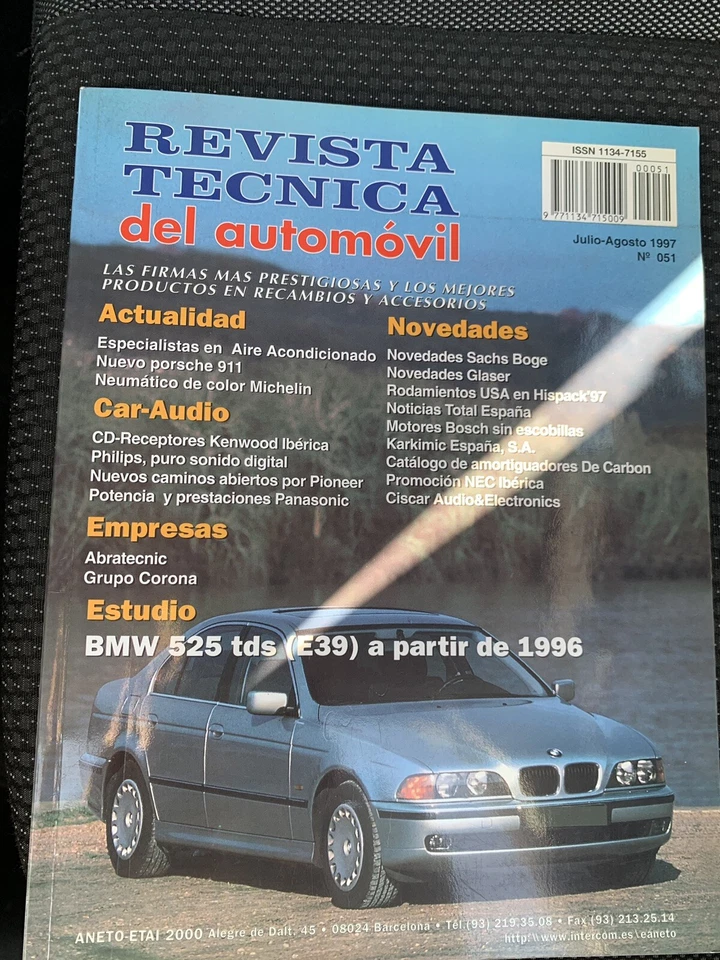 REVISTA
TECNICA
del automóvil
ISSN 1134-7155
00051
9 771134 715009
Julio-Agosto 1997
Nº 051
LAS FIRMAS MAS PRESTIGIOSAS Y LOS MEJORES
PRODUCTOS EN RECAMBIOS Y ACCESORIOS
Actualidad
Especialistas en Aire Acondicionado
Nuevo porsche 911
Neumático de color Michelin
Car-Audio
CD-Receptores Kenwood Ibérica
Philips, puro sonido digital
Nuevos caminos abiertos por Pioneer
Potencia y prestaciones Panasonic
Empresas
Abratecnic
Grupo Corona
Novedades
Novedades Sachs Boge
Novedades Glaser
Rodamientos USA en Hispack'97
Noticias Total España
Motores Bosch sin escobillas
Karkimic España, S.A.
Catálogo de amortiguadores De Carbon
Promoción NEC Ibérica
Ciscar Audio&Electronics
Estudio
BMW 525 tds (E39) a partir de 1996
ANETO-ETAI 2000 Alegre de Dalt, 45 • 08024 Barcelona • Tél.(93) 219.35.08 • Fax (93) 213.25.14
http:\\www.intercom.es\eaneto